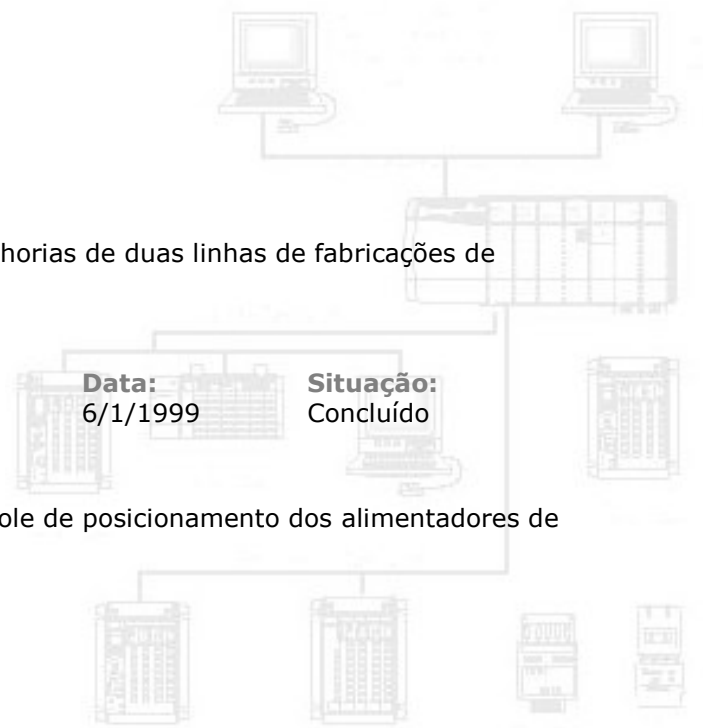 horias de duas linhas de fabricações de
Data: Situação:
6/1/1999 Concluído
ole de posicionamento dos alimentadores de